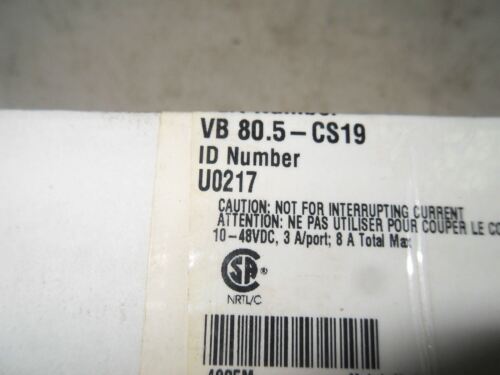 Number
VB 80.5-CS19
ID Number
U0217
CAUTION: NOT FOR INTERRUPTING CURRENT
ATTENTION: NE PAS UTILISER POUR COUPER LE
10-48VDC, 3 A/port; 8 A Total Max
SA ®
NRTL/C